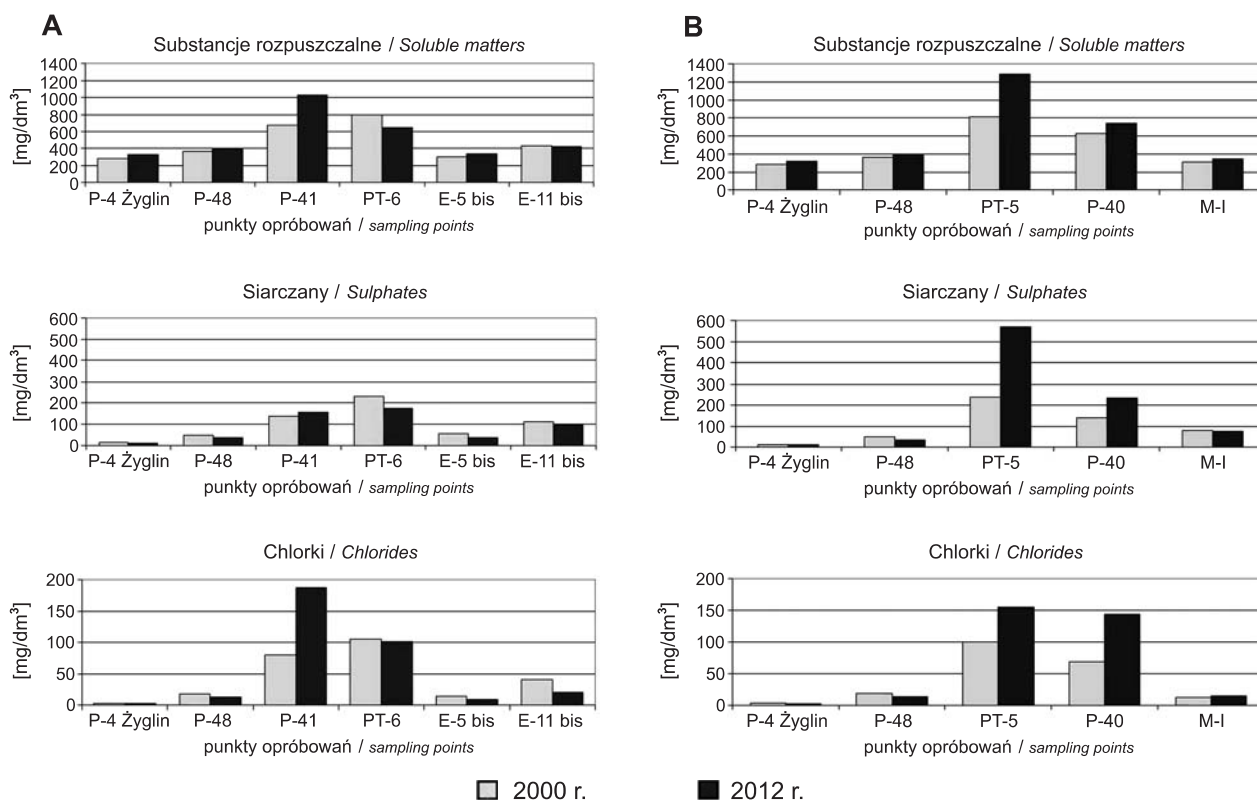 A
Substancje rozpuszczalne / Soluble matters
[mg/dm³]
1400
1200
1000
800
600
400
200
0
P-4 Żyglin P-48 P-41 PT-6 E-5 bis E-11 bis
punkty opróbowań / sampling points
Siarczany / Sulphates
[mg/dm³]
600
500
400
300
200
100
0
P-4 Żyglin P-48 P-41 PT-6 E-5 bis E-11 bis
punkty opróbowań / sampling points
Chlorki / Chlorides
[mg/dm³]
200
150
100
50
0
P-4 Żyglin P-48 P-41 PT-6 E-5 bis E-11 bis
punkty opróbowań / sampling points
B
Substancje rozpuszczalne / Soluble matters
[mg/dm³]
1400
1200
1000
800
600
400
200
0
P-4 Żyglin P-48 PT-5 P-40 M-I
punkty opróbowań / sampling points
Siarczany / Sulphates
[mg/dm³]
600
500
400
300
200
100
0
P-4 Żyglin P-48 PT-5 P-40 M-I
punkty opróbowań / sampling points
Chlorki / Chlorides
[mg/dm³]
200
150
100
50
0
P-4 Żyglin P-48 PT-5 P-40 M-I
punkty opróbowań / sampling points
2000 r. 2012 r.